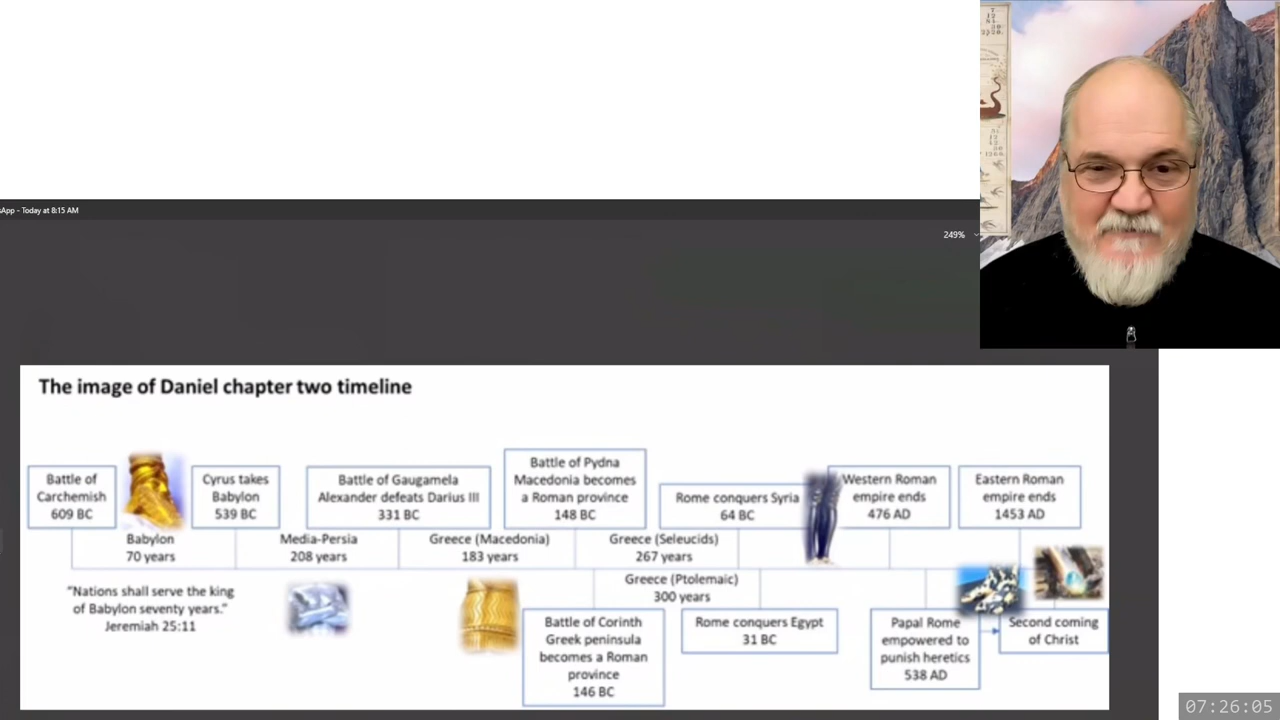 App - Today at 8:15 AM
249%
The image of Daniel chapter two timeline
Battle of
Carchemish
609 BC
Cyrus takes
Babylon
539 BC
Battle of Gaugamela
Alexander defeats Darius III
331 BC
Battle of Pydna
Macedonia becomes
a Roman province
148 BC
Rome conquers Syria
64 BC
Western Roman
empire ends
476 AD
Eastern Roman
empire ends
1453 AD
Babylon
70 years
Media-Persia
208 years
Greece (Macedonia)
183 years
Greece (Seleucids)
267 years
Greece (Ptolemaic)
300 years
"Nations shall serve the king
of Babylon seventy years."
Jeremiah 25:11
Battle of Corinth
Greek peninsula
becomes a Roman
province
146 BC
Rome conquers Egypt
31 BC
Papal Rome
empowered to
punish heretics
538 AD
Second coming
of Christ
07:26:05